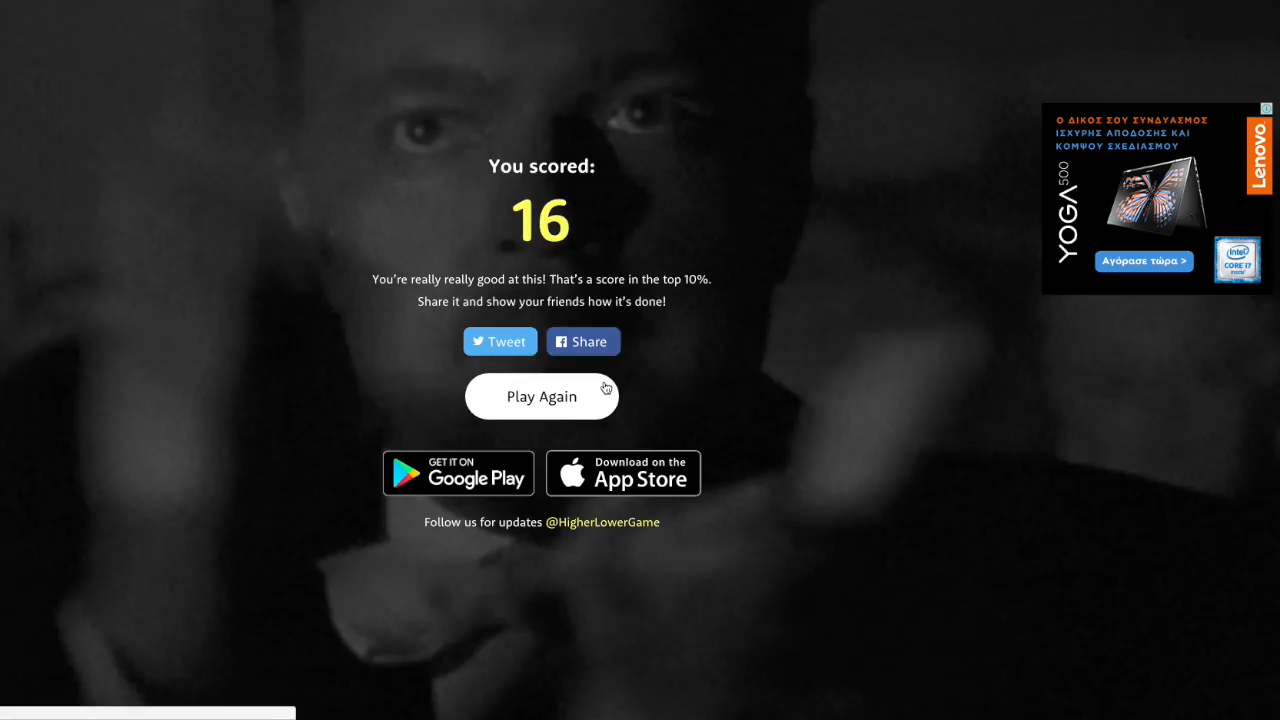 You scored:
16
You're really really good at this! That's a score in the top 10%.
Share it and show your friends how it's done!
Tweet
Share
Play Again
GET IT ON
Google Play
Download on the
App Store
Follow us for updates @HigherLowerGame
Ο ΔΙΚΟΣ ΣΟΥ ΣΥΝΔΥΑΣΜΟΣ
ΙΣΧΥΡΗΣ ΑΠΟΔΟΣΗΣ ΚΑΙ
ΚΟΜΨΟΥ ΣΧΕΔΙΑΣΜΟΥ
Lenovo
YOGA 500
Αγόρασε τώρα >
intel
CORE i7
inside